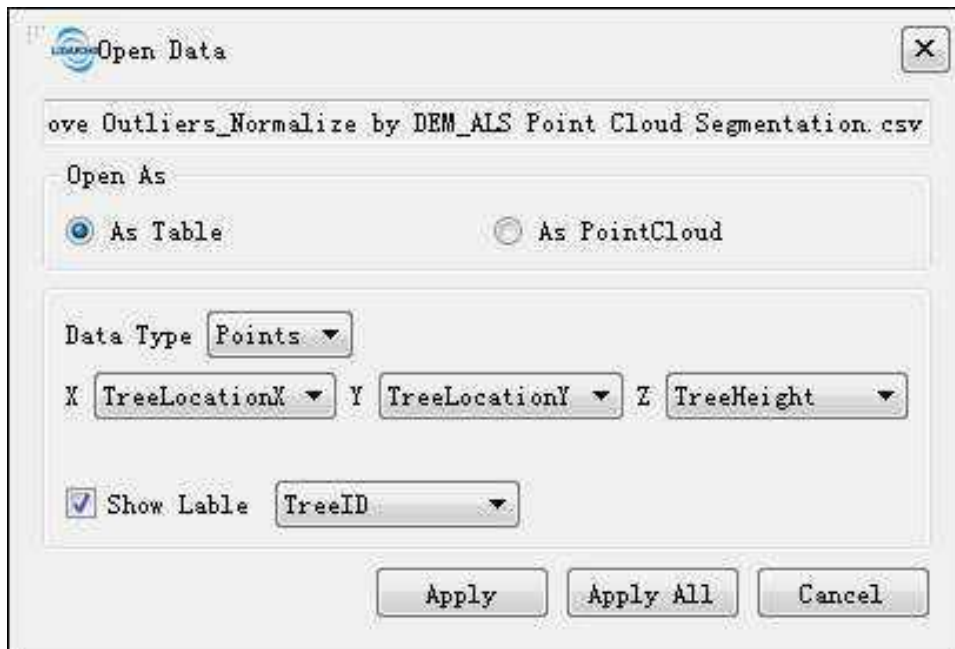 Open Data
ove Outliers_Normalize by DEM_ALS Point Cloud Segmentation.csv
Open As
As Table As PointCloud
Data Type Points
X TreeLocationX Y TreeLocationY Z TreeHeight
Show Lable TreeID
Apply Apply All Cancel